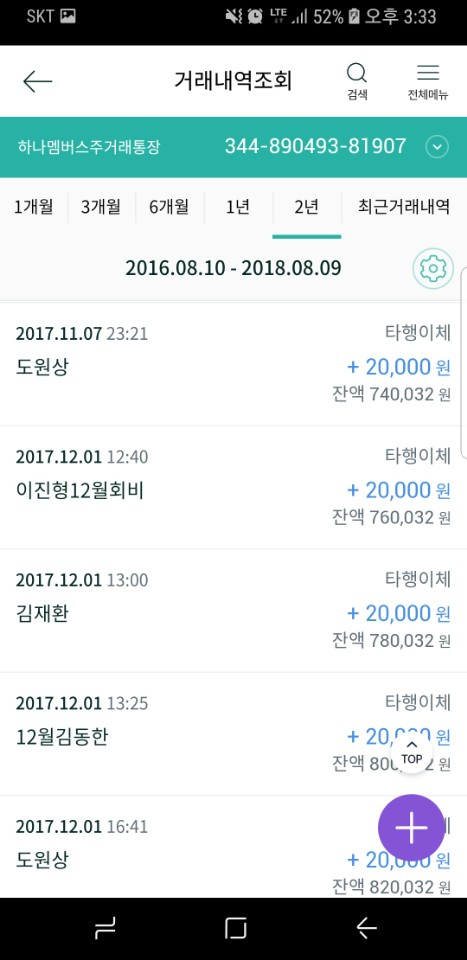 SKT LTE 52% 오후 3:33
거래내역조회
검색 전체메뉴
하나멤버스주거래통장 344-890493-81907
1개월 3개월 6개월 1년 2년 최근거래내역
2016.08.10 - 2018.08.09
2017.11.07 23:21 타행이체
도원상 + 20,000 원
잔액 740,032 원
2017.12.01 12:40 타행이체
이진형12월회비 + 20,000 원
잔액 760,032 원
2017.12.01 13:00 타행이체
김재환 + 20,000 원
잔액 780,032 원
2017.12.01 13:25 타행이체
12월김동한 원
잔액 원
TOP
2017.12.01 16:41
도원상 원
잔액 820,032 원